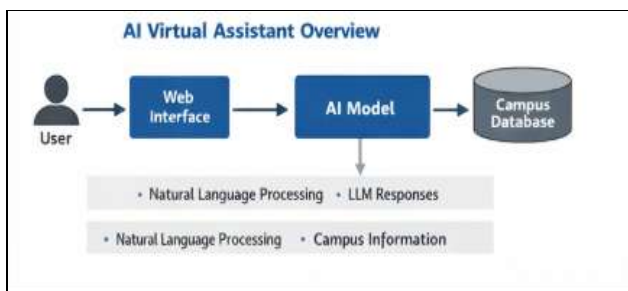 AI Virtual Assistant Overview
User
Web
Interface
AI Model
Campus
Database
• Natural Language Processing • LLM Responses
• Natural Language Processing • Campus Information